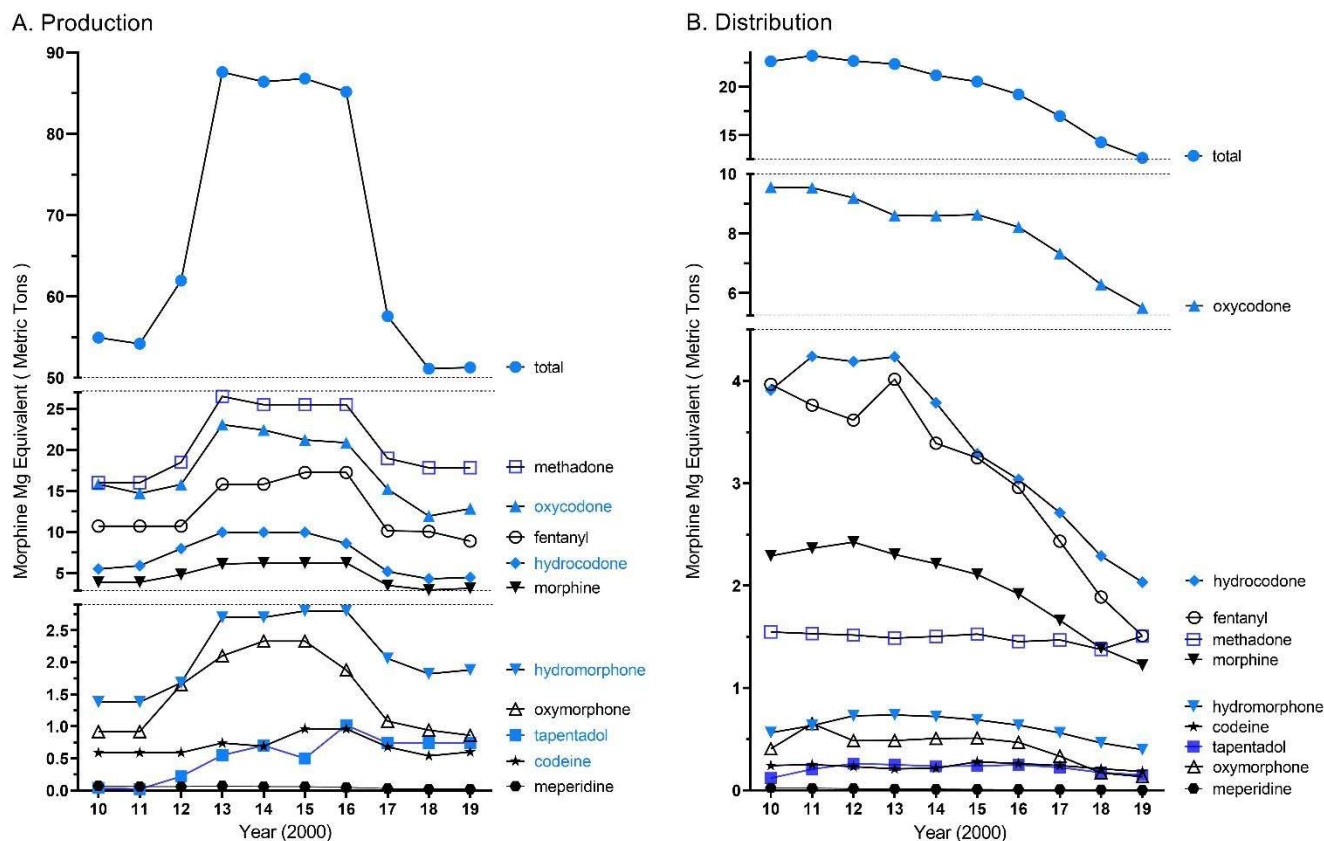 A. Production
B. Distribution
Morphine Mg Equivalent ( Metric Tons )
90
80
70
60
50
25
20
15
10
5
2.5
2.0
1.5
1.0
0.5
0.0
10 11 12 13 14 15 16 17 18 19
Year (2000)
total
methadone
oxycodone
fentanyl
hydrocodone
morphine
hydromorphone
oxymorphone
tapentadol
codeine
meperidine
Morphine Mg Equivalent ( Metric Tons )
20
15
10
8
6
4
3
2
1
0
10 11 12 13 14 15 16 17 18 19
Year (2000)
total
oxycodone
hydrocodone
fentanyl
methadone
morphine
hydromorphone
codeine
tapentadol
oxymorphone
meperidine